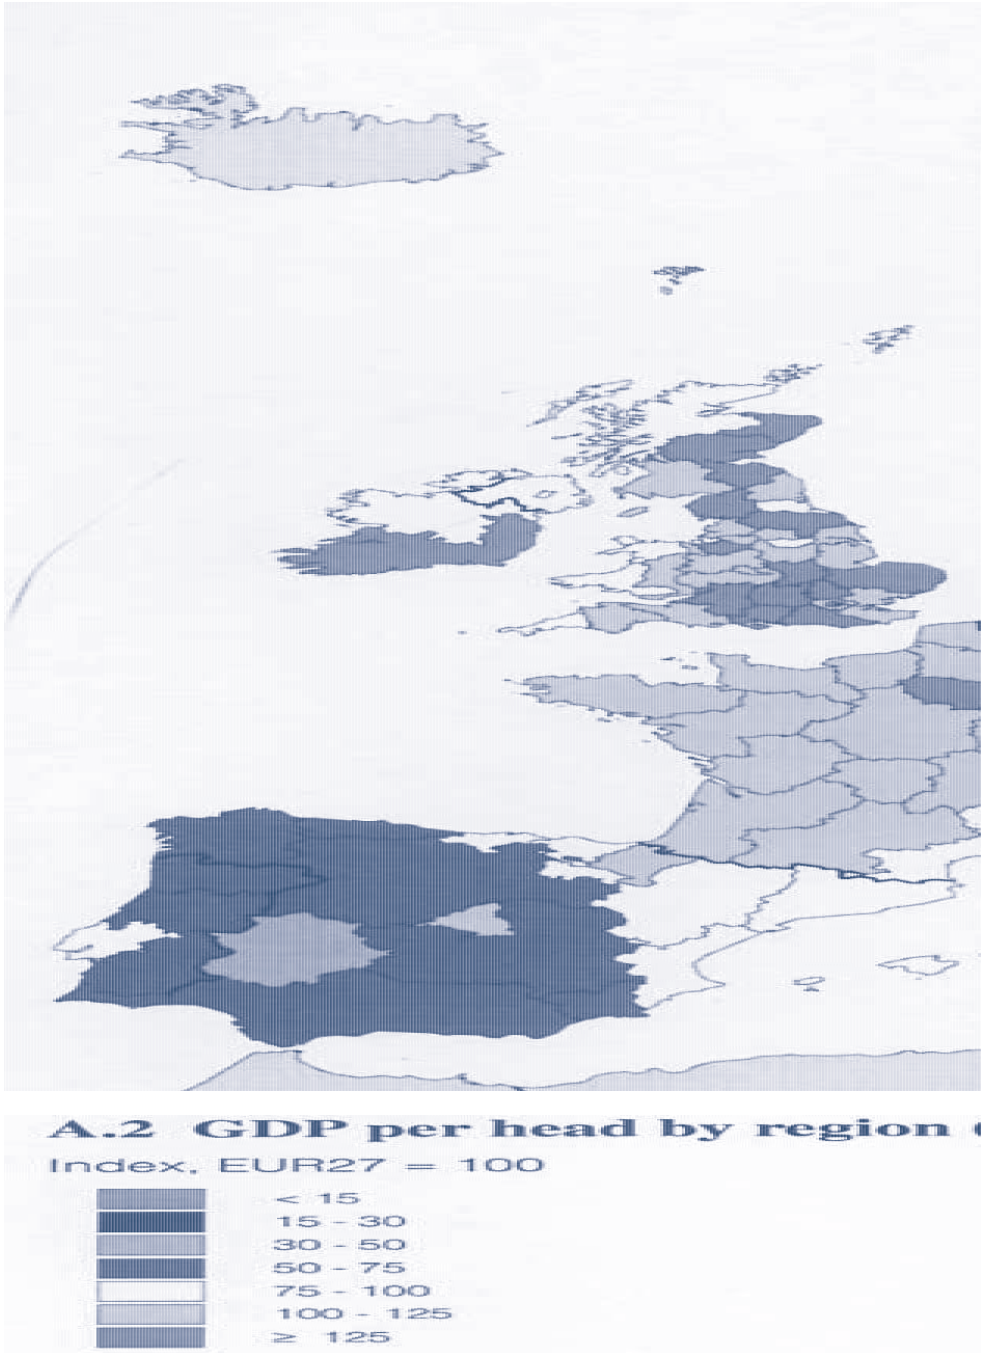 A.2 GDP per head by region (
Index, EUR27 = 100
< 15
15 - 30
30 - 50
50 - 75
75 - 100
100 - 125
≥ 125